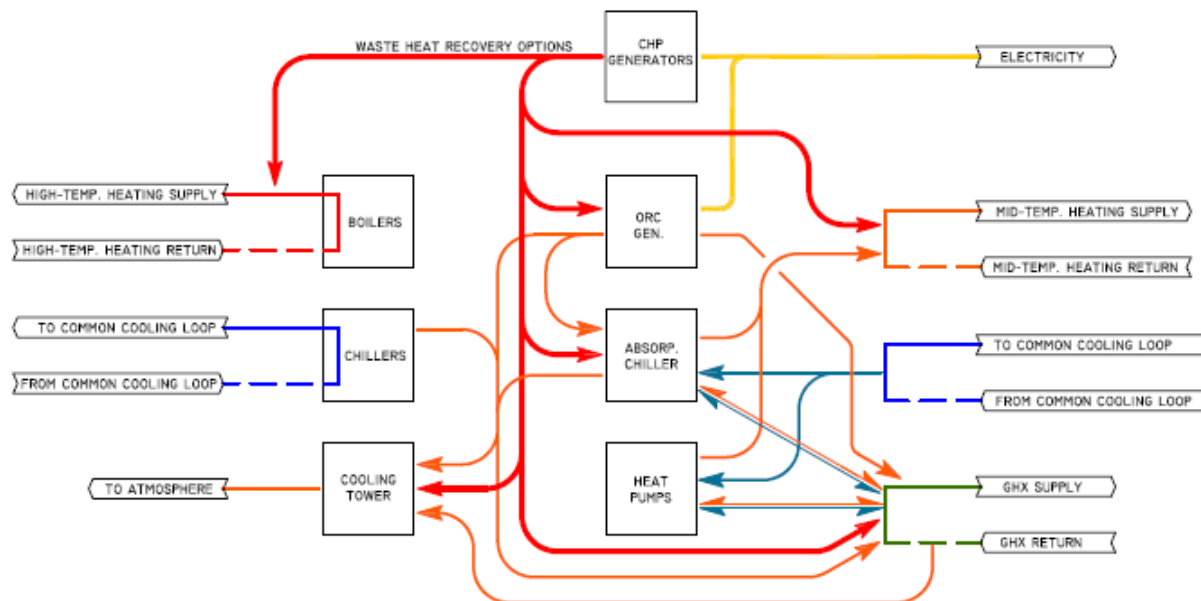 WASTE HEAT RECOVERY OPTIONS
CHP
GENERATORS
ELECTRICITY
HIGH-TEMP. HEATING SUPPLY
BOILERS
HIGH-TEMP. HEATING RETURN
ORC
GEN.
MID-TEMP. HEATING SUPPLY
MID-TEMP. HEATING RETURN
TO COMMON COOLING LOOP
CHILLERS
FROM COMMON COOLING LOOP
ABSORP.
CHILLER
TO COMMON COOLING LOOP
FROM COMMON COOLING LOOP
TO ATMOSPHERE
COOLING
TOWER
HEAT
PUMPS
GHX SUPPLY
GHX RETURN